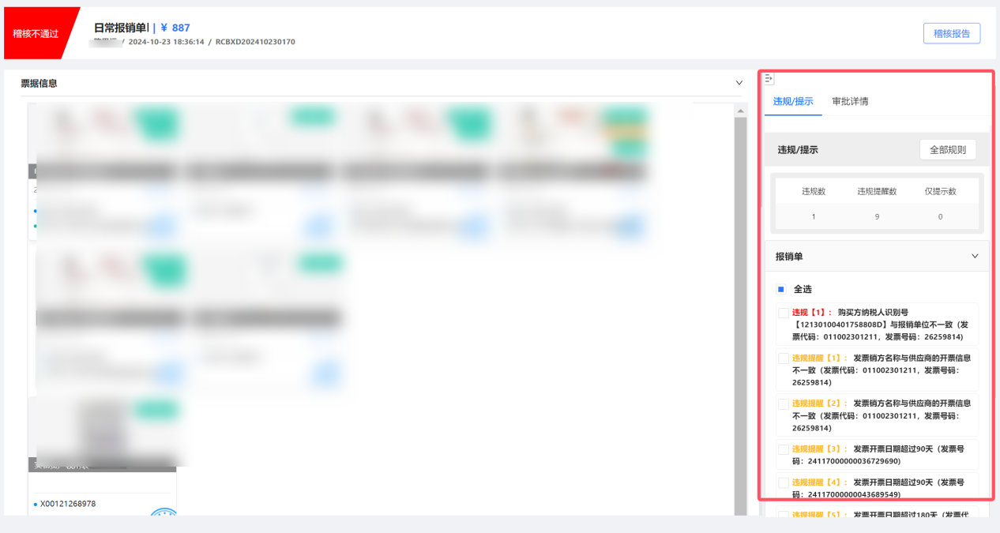 稽核不通过
日常报销单| ¥ 887
/ 2024-10-23 18:36:14 / RCBXD202410230170
稽核报告
票据信息
X00121268978
违规/提示 审批详情
违规/提示 全部规则
违规数 违规提醒数 仅提示数
1 9 0
报销单
全选
违规【1】： 购买方纳税人识别号
【12130100401758808D】与报销单位不一致（发
票代码：011002301211，发票号码：26259814)
违规提醒【1】： 发票销方名称与供应商的开票信息
不一致（发票代码：011002301211，发票号码：
26259814)
违规提醒【2】： 发票销方名称与供应商的开票信息
不一致（发票代码：011002301211，发票号码：
26259814)
违规提醒【3】： 发票开票日期超过90天（发票号
码：24117000000036729690)
违规提醒【4】： 发票开票日期超过90天（发票号
码：24117000000043689549)
违规提醒【5】： 发票开票日期超过180天（发票代